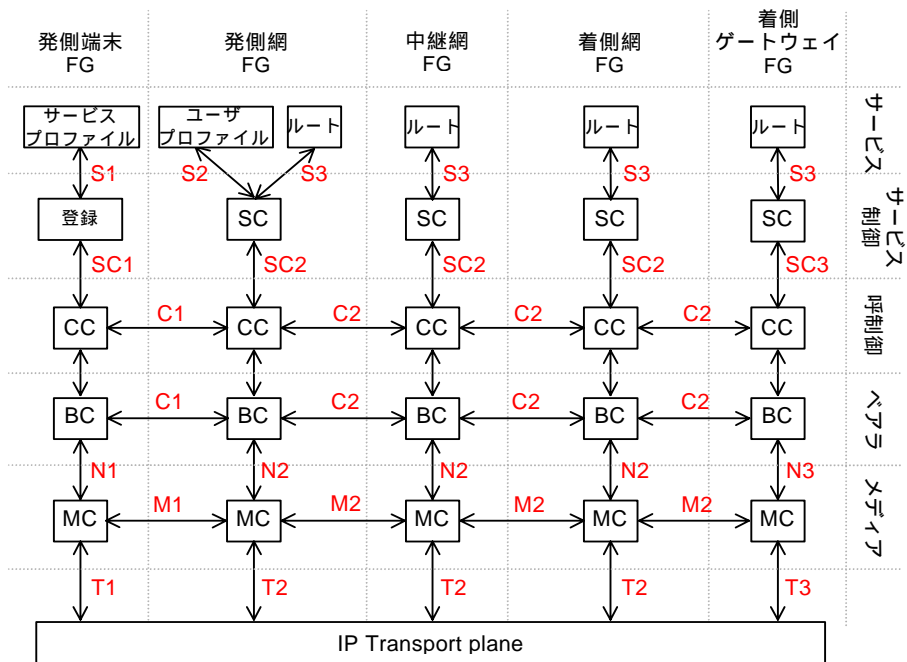 発側端末
FG
発側網
FG
中継網
FG
着側網
FG
着側
ゲートウェイ
FG
サービス
プロファイル
ユーザ
プロファイル
ルート
ルート
ルート
ルート
サービス
S1
S2
S3
S3
S3
S3
登録
SC
SC
SC
SC
サービス
制御
SC1
SC2
SC2
SC2
SC3
CC
C1
CC
C2
CC
C2
CC
C2
CC
呼制御
BC
C1
BC
C2
BC
C2
BC
C2
BC
ベアラ
N1
N2
N2
N2
N3
MC
M1
MC
M2
MC
M2
MC
M2
MC
メディア
T1
T2
T2
T2
T3
IP Transport plane